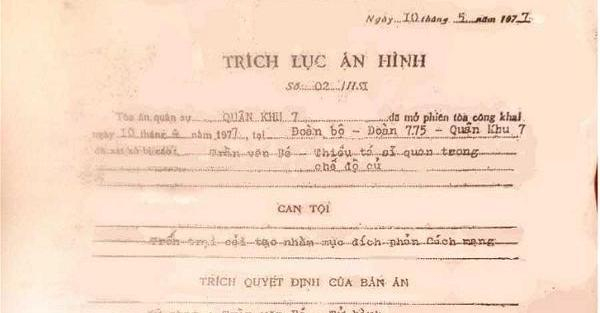 Ngày 10 tháng 5 năm 1977
TRÍCH LỤC ÁN HÌNH
Số 02
Tòa án quân sự QUÂN KHU 7 đã mở phiên tòa công khai
ngày 10 tháng 4 năm 1977, tại Đoàn bộ - Đoàn 775 - Quân Khu 7
Trần văn Bé - Thiếu tá sĩ quan trong
chế độ củ
CAN TỘI
Trốn trại cải tạo nhằm mục đích phản Cách mạng
TRÍCH QUYẾT ĐỊNH CỦA BẢN ÁN